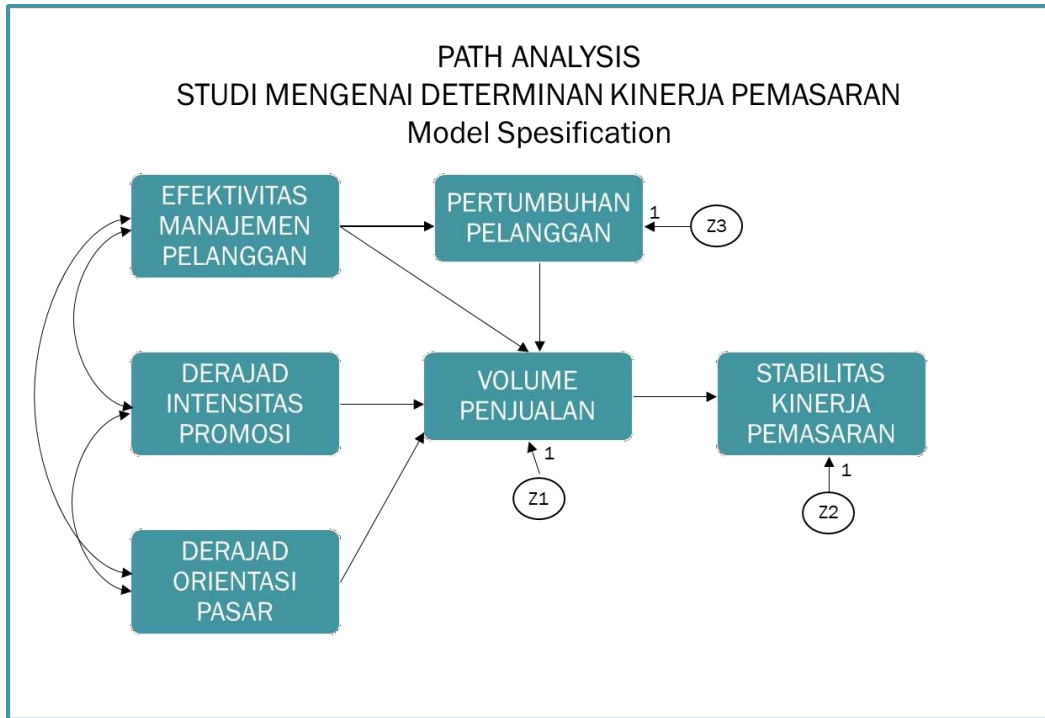 PATH ANALYSIS
STUDI MENGENAI DETERMINAN KINERJA PEMASARAN
Model Spesification
EFEKTIVITAS
MANAJEMEN
PELANGGAN
PERTUMBUHAN
PELANGGAN
1
Z3
DERAJAD
INTENSITAS
PROMOSI
VOLUME
PENJUALAN
STABILITAS
KINERJA
PEMASARAN
1
Z1
1
Z2
DERAJAD
ORIENTASI
PASAR